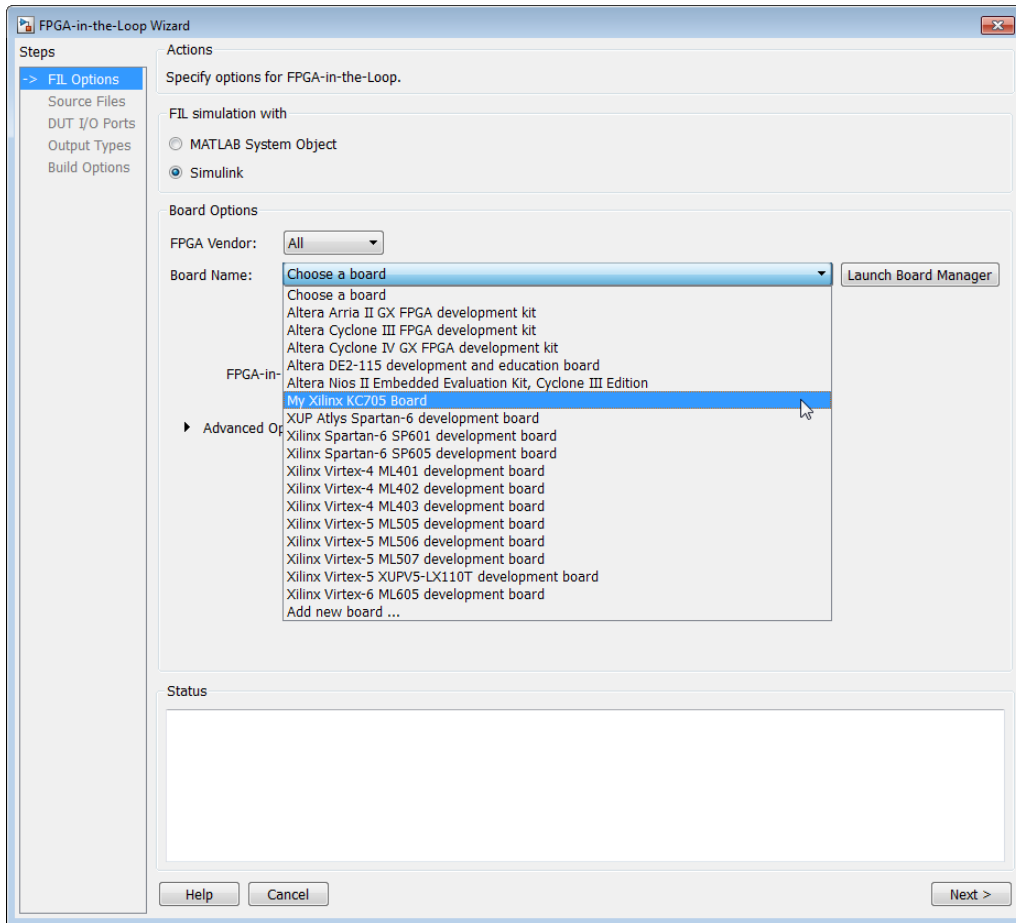 FPGA-in-the-Loop Wizard
Steps
-> FIL Options
Source Files
DUT I/O Ports
Output Types
Build Options
Actions
Specify options for FPGA-in-the-Loop.
FIL simulation with
MATLAB System Object
Simulink
Board Options
FPGA Vendor: All
Board Name: Choose a board Launch Board Manager
Choose a board
Altera Arria II GX FPGA development kit
Altera Cyclone III FPGA development kit
Altera Cyclone IV GX FPGA development kit
Altera DE2-115 development and education board
FPGA-in-
Altera Nios II Embedded Evaluation Kit, Cyclone III Edition
My Xilinx KC705 Board
XUP Atlys Spartan-6 development board
Advanced Op
Xilinx Spartan-6 SP601 development board
Xilinx Spartan-6 SP605 development board
Xilinx Virtex-4 ML401 development board
Xilinx Virtex-4 ML402 development board
Xilinx Virtex-4 ML403 development board
Xilinx Virtex-5 ML505 development board
Xilinx Virtex-5 ML506 development board
Xilinx Virtex-5 ML507 development board
Xilinx Virtex-5 XUPV5-LX110T development board
Xilinx Virtex-6 ML605 development board
Add new board ...
Status
Help Cancel Next >